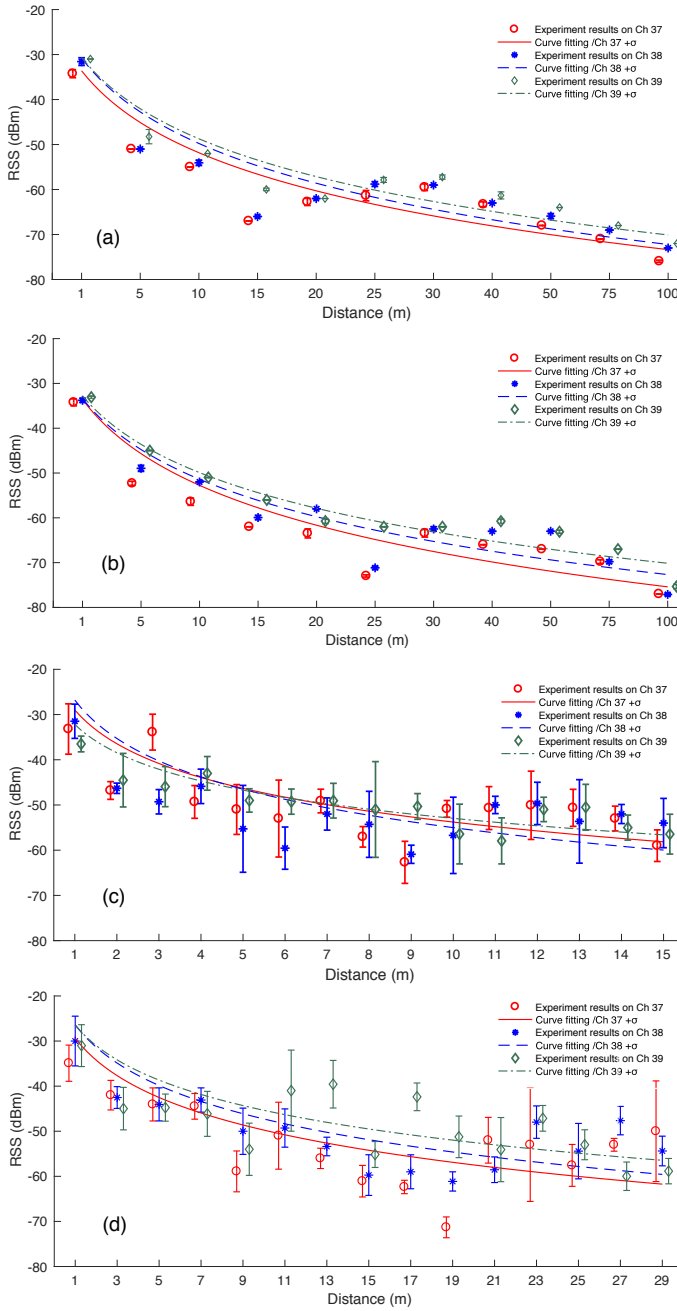 -20
-30
-40
-50
-60
-70
-80
RSS (dBm)
Experiment results on Ch 37
Curve fitting /Ch 37 +σ
Experiment results on Ch 38
Curve fitting /Ch 38 +σ
Experiment results on Ch 39
Curve fitting /Ch 39 +σ
(a)
1 5 10 15 20 25 30 40 50 75 100
Distance (m)
-20
-30
-40
-50
-60
-70
-80
RSS (dBm)
Experiment results on Ch 37
Curve fitting /Ch 37 +σ
Experiment results on Ch 38
Curve fitting /Ch 38 +σ
Experiment results on Ch 39
Curve fitting /Ch 39 +σ
(b)
1 5 10 15 20 25 30 40 50 75 100
Distance (m)
-20
-30
-40
-50
-60
-70
-80
RSS (dBm)
Experiment results on Ch 37
Curve fitting /Ch 37 +σ
Experiment results on Ch 38
Curve fitting /Ch 38 +σ
Experiment results on Ch 39
Curve fitting /Ch 39 +σ
(c)
1 2 3 4 5 6 7 8 9 10 11 12 13 14 15
Distance (m)
-20
-30
-40
-50
-60
-70
-80
RSS (dBm)
Experiment results on Ch 37
Curve fitting /Ch 37 +σ
Experiment results on Ch 38
Curve fitting /Ch 38 +σ
Experiment results on Ch 39
Curve fitting /Ch 39 +σ
(d)
1 3 5 7 9 11 13 15 17 19 21 23 25 27 29
Distance (m)